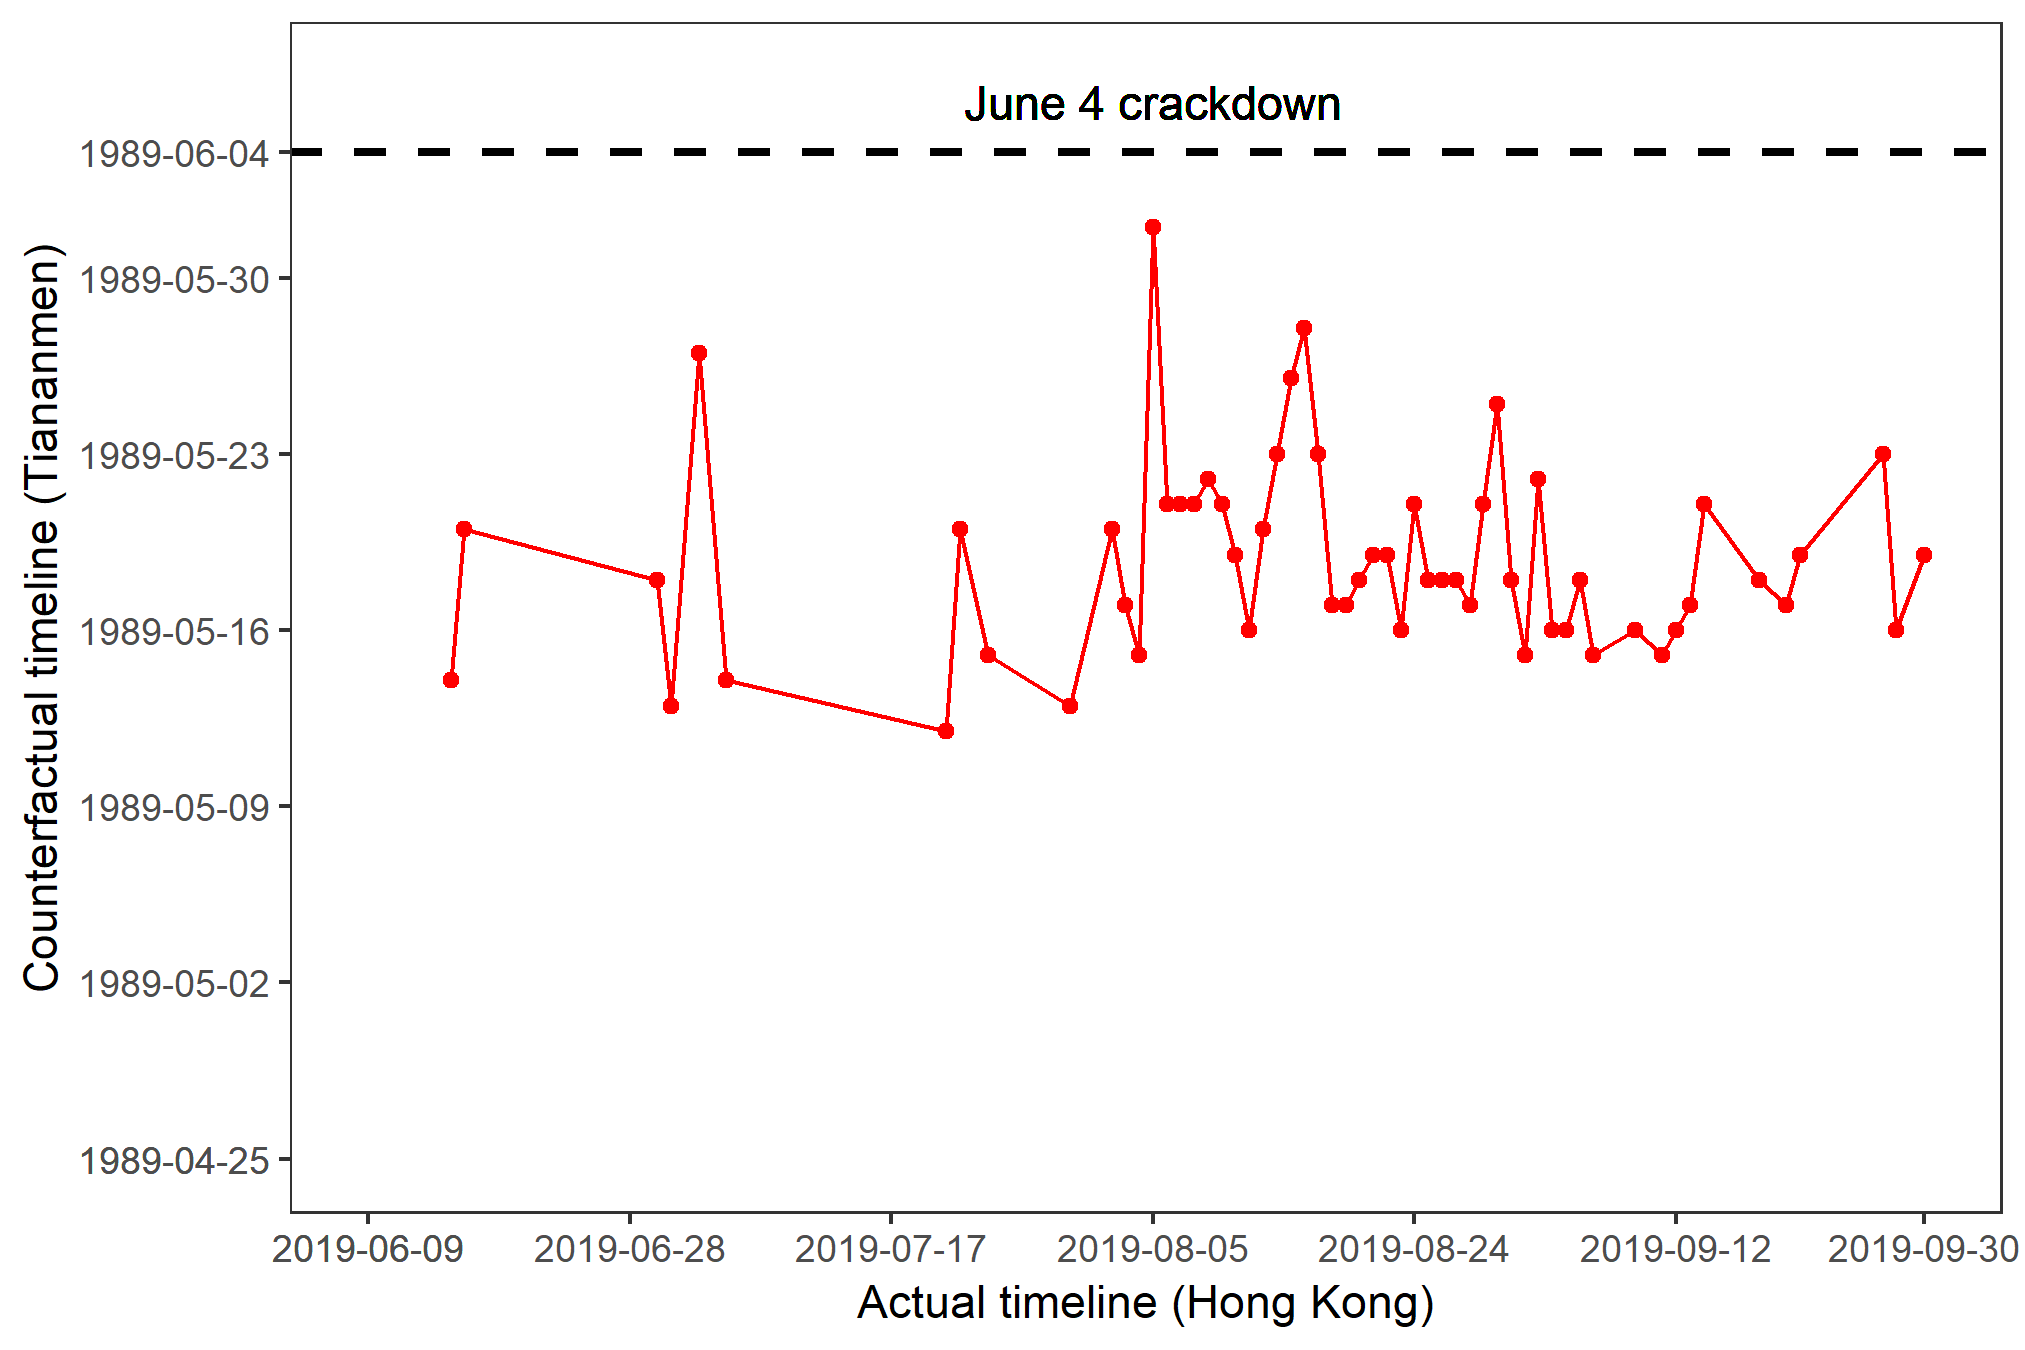 June 4 crackdown
1989-06-04
1989-05-30
1989-05-23
1989-05-16
1989-05-09
1989-05-02
1989-04-25
Counterfactual timeline (Tiananmen)
2019-06-09 2019-06-28 2019-07-17 2019-08-05 2019-08-24 2019-09-12 2019-09-30
Actual timeline (Hong Kong)